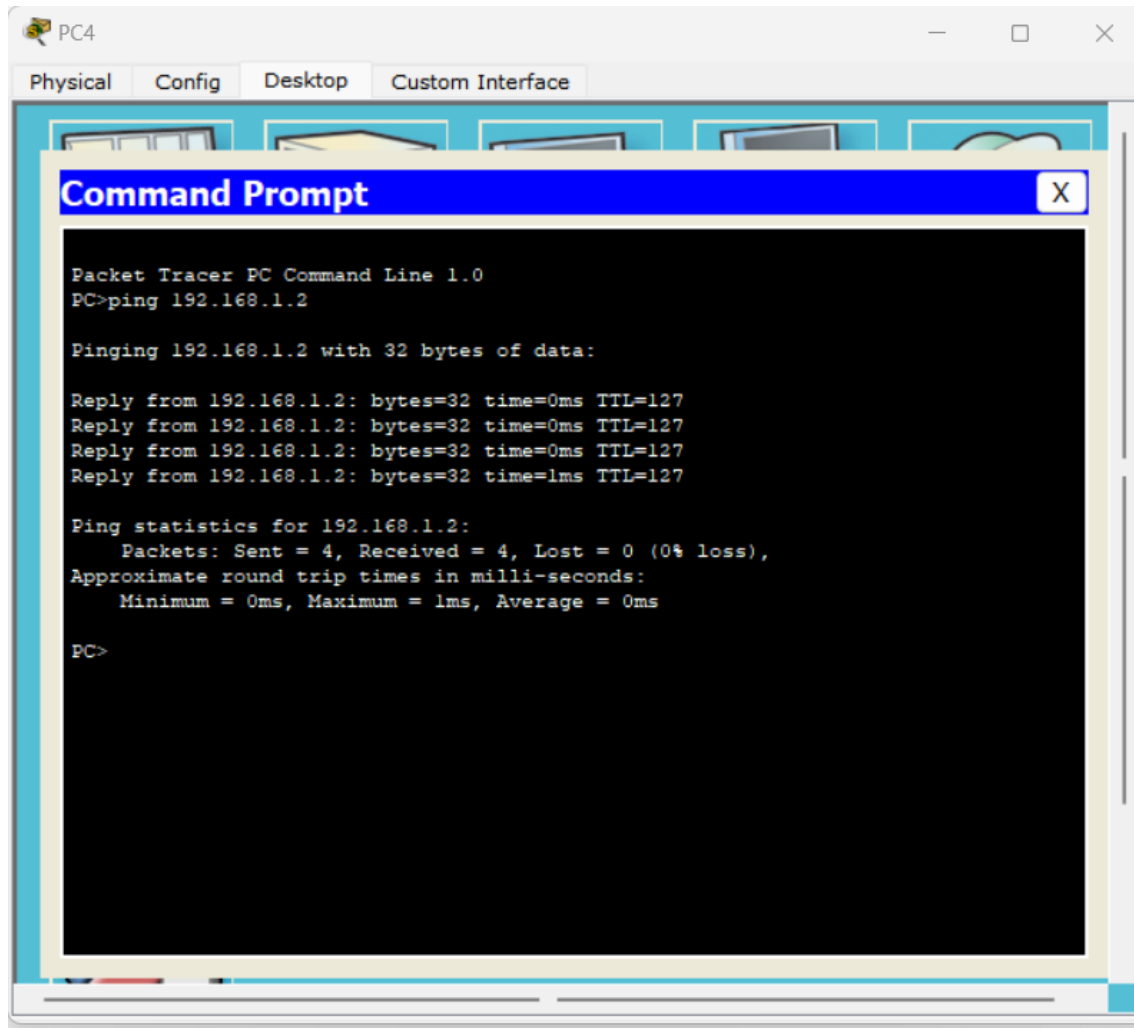 PC4
Physical Config Desktop Custom Interface
Command Prompt X
Packet Tracer PC Command Line 1.0
PC>ping 192.168.1.2
Pinging 192.168.1.2 with 32 bytes of data:
Reply from 192.168.1.2: bytes=32 time=0ms TTL=127
Reply from 192.168.1.2: bytes=32 time=0ms TTL=127
Reply from 192.168.1.2: bytes=32 time=0ms TTL=127
Reply from 192.168.1.2: bytes=32 time=1ms TTL=127
Ping statistics for 192.168.1.2:
Packets: Sent = 4, Received = 4, Lost = 0 (0% loss),
Approximate round trip times in milli-seconds:
Minimum = 0ms, Maximum = 1ms, Average = 0ms
PC>